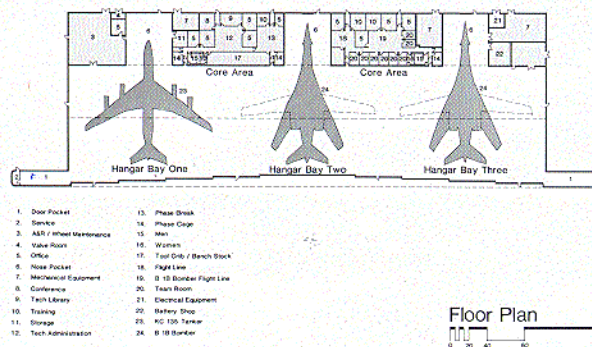 Core Area
Core Area
Hangar Bay One
Hangar Bay Two
Hangar Bay Three
1. Door Pocket
2. Service
3. A&R / Wheel Maintenance
4. Valve Room
5. Office
6. Nose Pocket
7. Mechanical Equipment
8. Conference
9. Tech Library
10. Training
11. Storage
12. Tech Administration
13. Phase Break
14. Phase Cage
15. Men
16. Women
17. Tool Crib / Bench Stock
18. Flight Line
19. B 1B Bomber Flight Line
20. Team Room
21. Electrical Equipment
22. Battery Shop
23. KC 135 Tanker
24. B 1B Bomber
Floor Plan
0 20 40 80